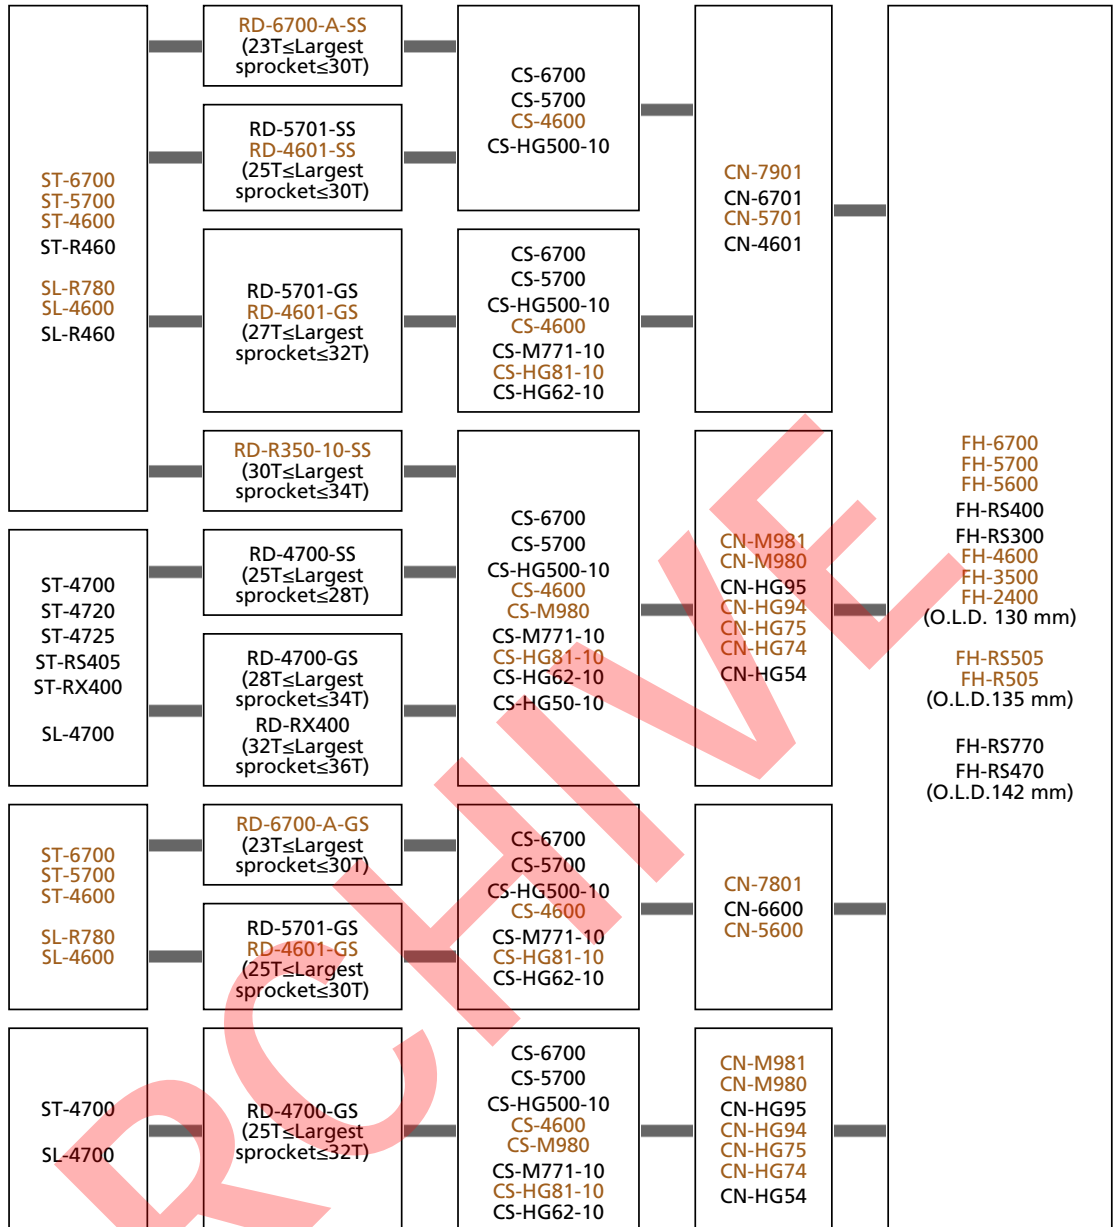 ST-6700
ST-5700
ST-4600
ST-R460
SL-R780
SL-4600
SL-R460
RD-6700-A-SS
(23T≤Largest
sprocket≤30T)
RD-5701-SS
RD-4601-SS
(25T≤Largest
sprocket≤30T)
CS-6700
CS-5700
CS-4600
CS-HG500-10
RD-5701-GS
RD-4601-GS
(27T≤Largest
sprocket≤32T)
CS-6700
CS-5700
CS-HG500-10
CS-4600
CS-M771-10
CS-HG81-10
CS-HG62-10
CN-7901
CN-6701
CN-5701
CN-4601
RD-R350-10-SS
(30T≤Largest
sprocket≤34T)
ST-4700
ST-4720
ST-4725
ST-RS405
ST-RX400
SL-4700
RD-4700-SS
(25T≤Largest
sprocket≤28T)
RD-4700-GS
(28T≤Largest
sprocket≤34T)
RD-RX400
(32T≤Largest
sprocket≤36T)
CS-6700
CS-5700
CS-HG500-10
CS-4600
CS-M980
CS-M771-10
CS-HG81-10
CS-HG62-10
CS-HG50-10
CN-M981
CN-M980
CN-HG95
CN-HG94
CN-HG75
CN-HG74
CN-HG54
ST-6700
ST-5700
ST-4600
SL-R780
SL-4600
RD-6700-A-GS
(23T≤Largest
sprocket≤30T)
RD-5701-GS
RD-4601-GS
(25T≤Largest
sprocket≤30T)
CS-6700
CS-5700
CS-HG500-10
CS-4600
CS-M771-10
CS-HG81-10
CS-HG62-10
CN-7801
CN-6600
CN-5600
ST-4700
SL-4700
RD-4700-GS
(25T≤Largest
sprocket≤32T)
CS-6700
CS-5700
CS-HG500-10
CS-4600
CS-M980
CS-M771-10
CS-HG81-10
CS-HG62-10
CN-M981
CN-M980
CN-HG95
CN-HG94
CN-HG75
CN-HG74
CN-HG54
FH-6700
FH-5700
FH-5600
FH-RS400
FH-RS300
FH-4600
FH-3500
FH-2400
(O.L.D. 130 mm)
FH-RS505
FH-R505
(O.L.D.135 mm)
FH-RS770
FH-RS470
(O.L.D.142 mm)
RCHIVE